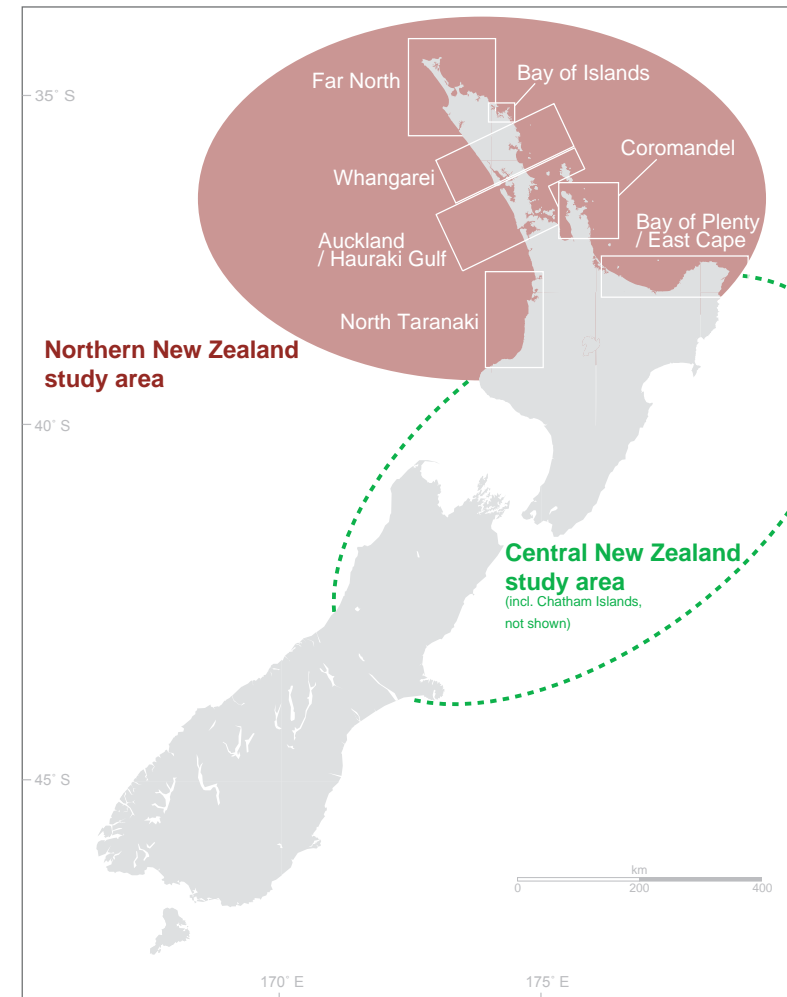 Far North
Bay of Islands
35° S
Coromandel
Whangarei
Bay of Plenty
/ East Cape
Auckland
/ Hauraki Gulf
North Taranaki
Northern New Zealand
study area
40° S
Central New Zealand
study area
(incl. Chatham Islands,
not shown)
45° S
km
0 200 400
170° E 175° E